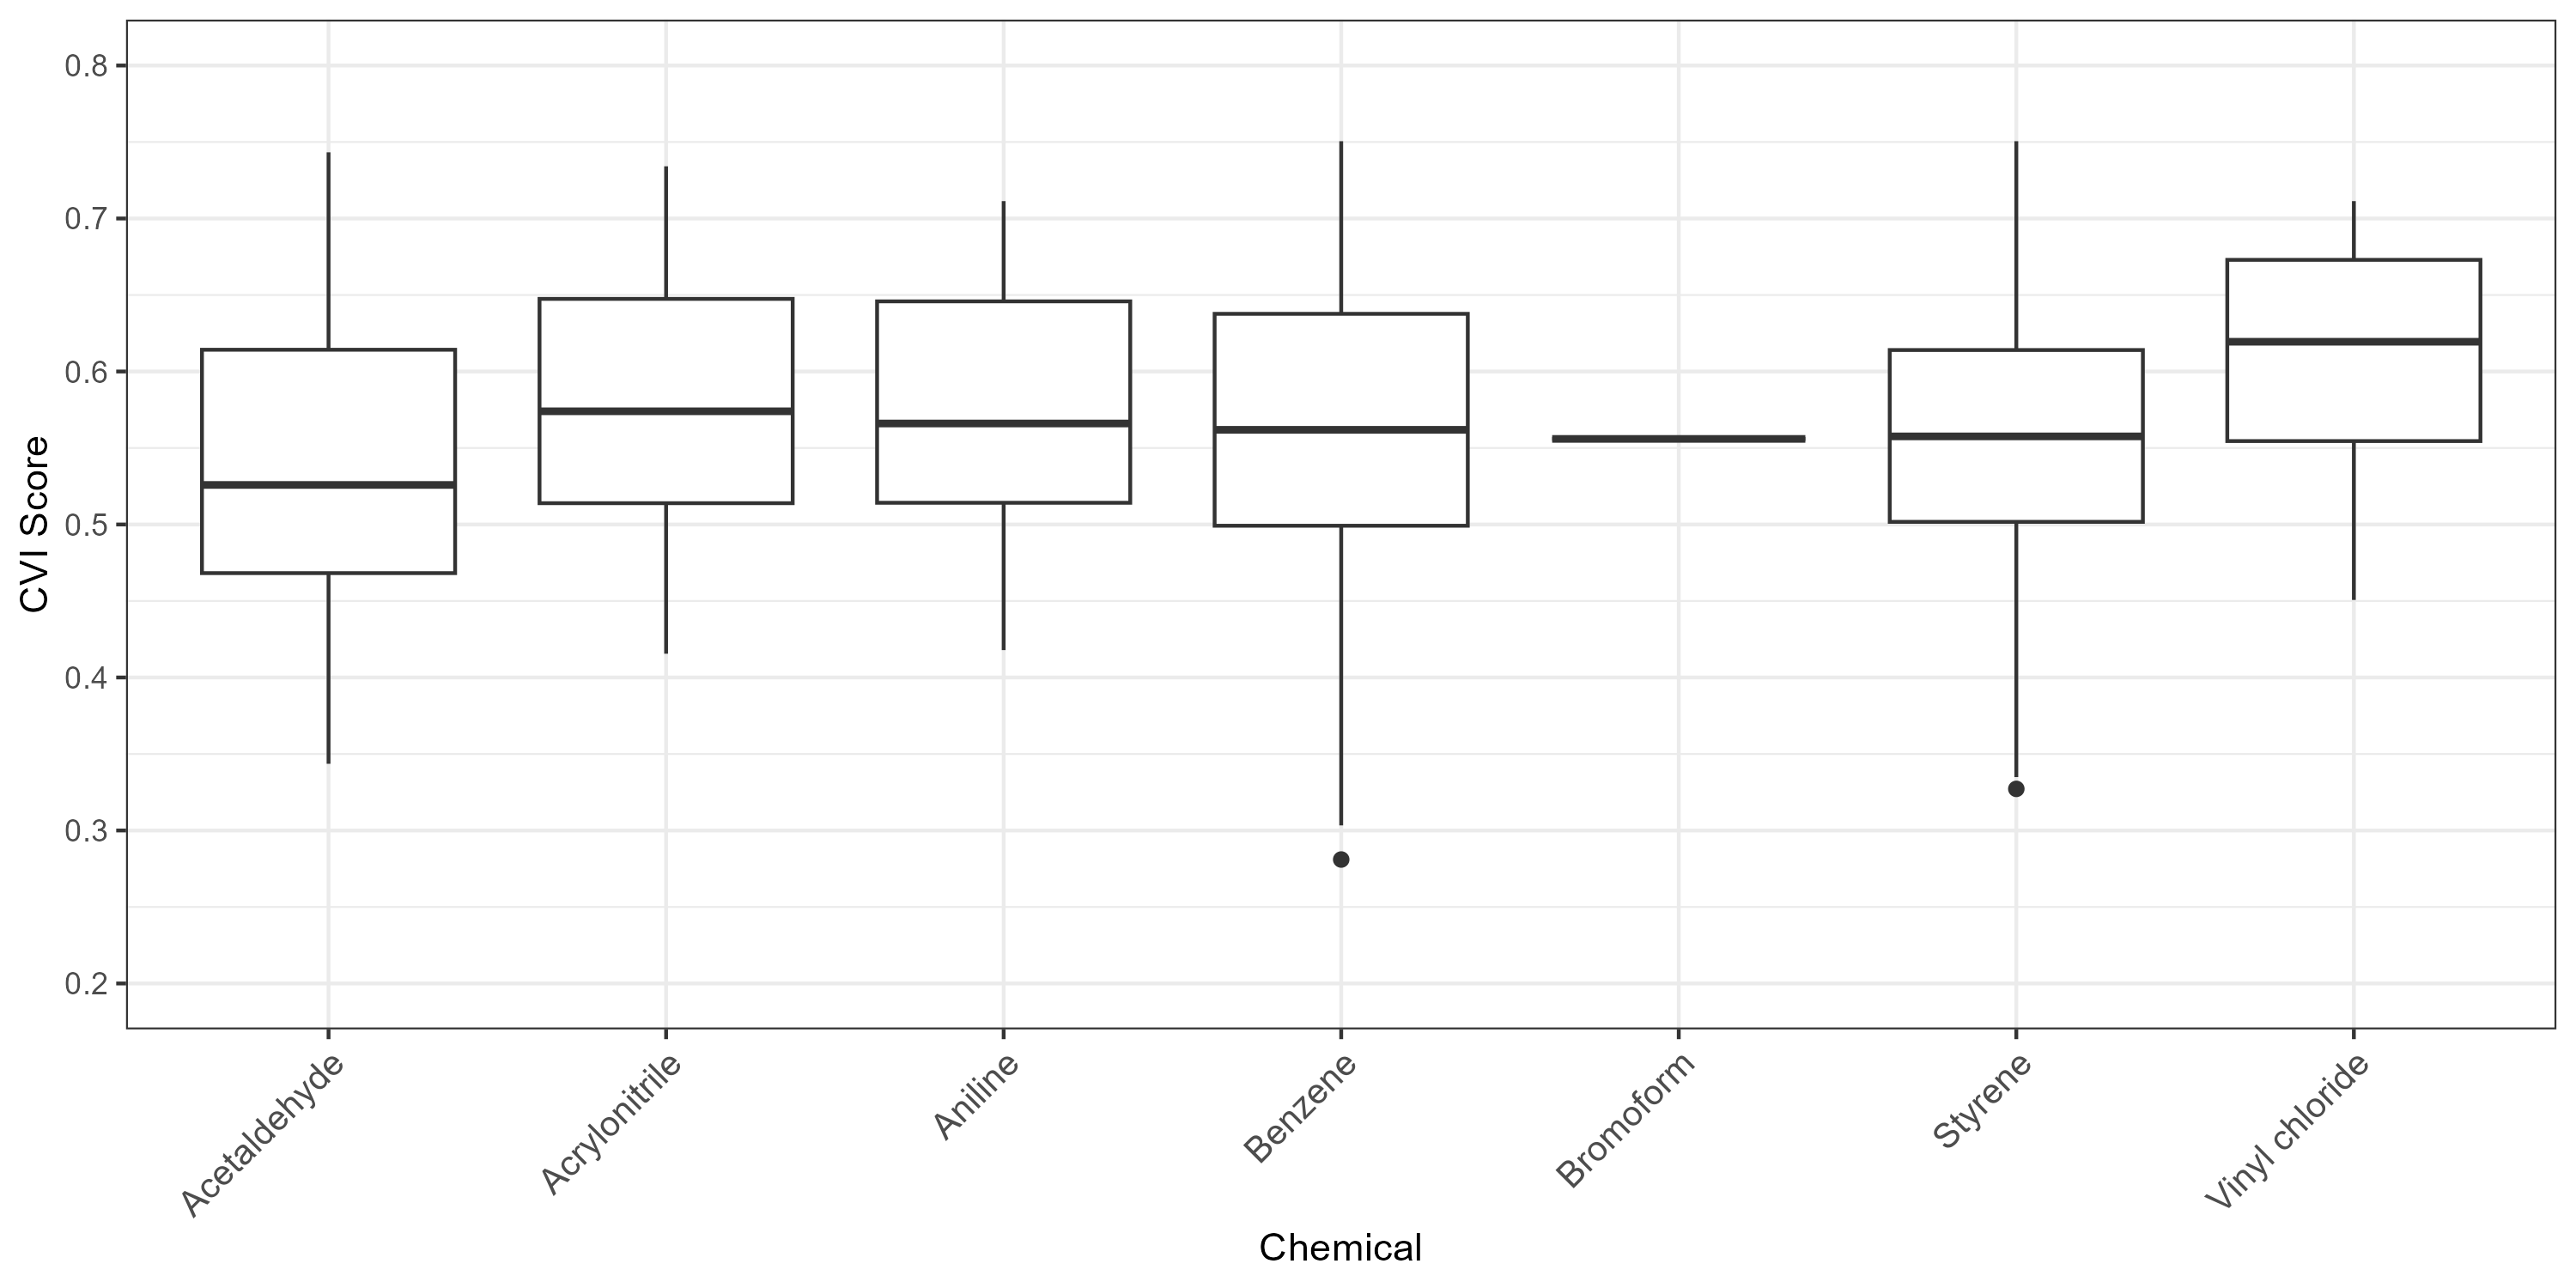 CVI Score
0.8
0.7
0.6
0.5
0.4
0.3
0.2
Acetaldehyde
Acrylonitrile
Aniline
Benzene
Bromoform
Styrene
Vinyl chloride
Chemical